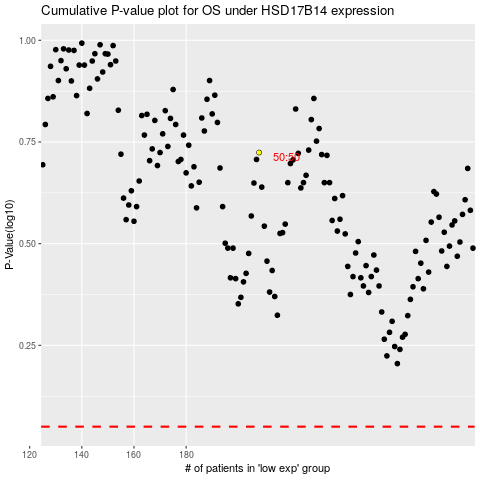 Cumulative P-value plot for OS under HSD17B14 expression
P-Value(log10)
1.00
0.75
0.50
0.25
50:50
120 140 160 180
# of patients in 'low exp' group